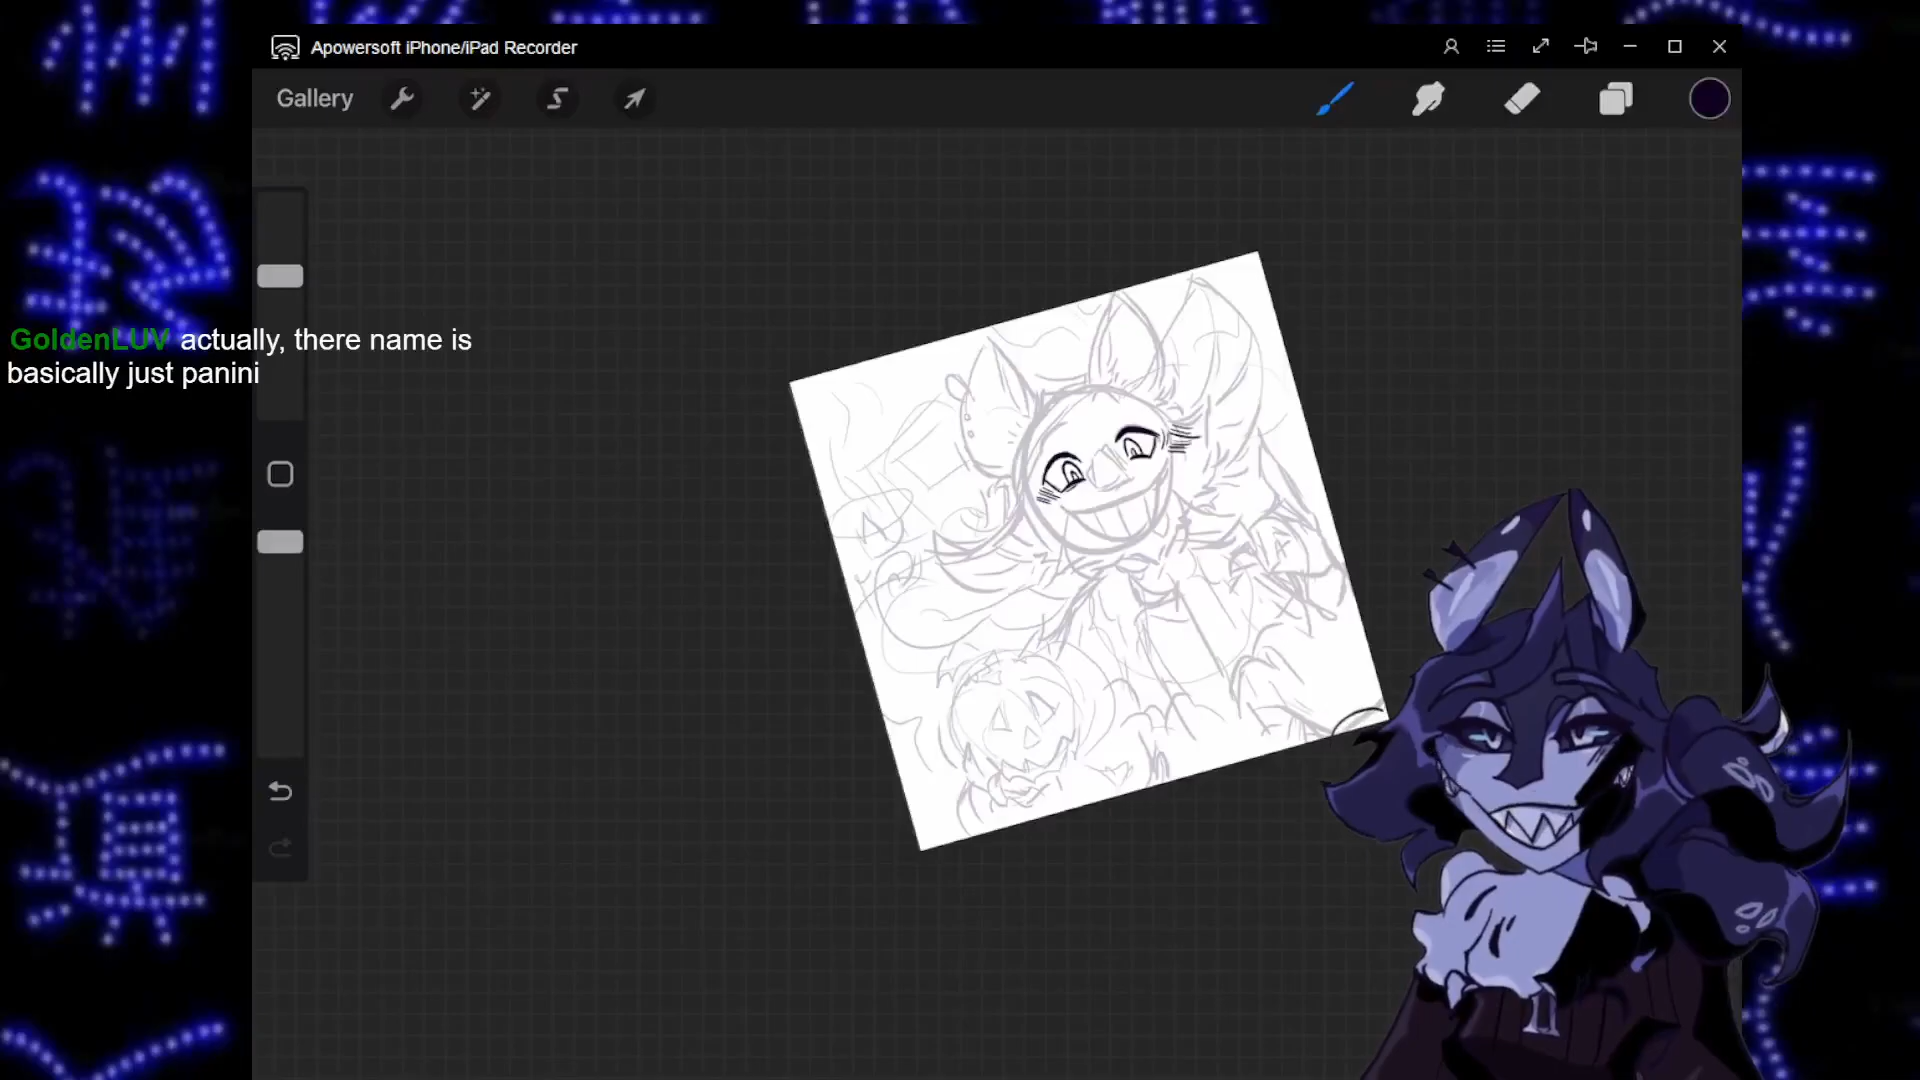 Apowersoft iPhone/iPad Recorder
Gallery
GoldenLUV actually, there name is
basically just panini